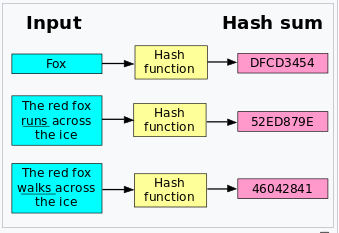 Input Hash sum
Fox
Hash
function
DFCD3454
The red fox
runs across
the ice
Hash
function
52ED879E
The red fox
walks across
the ice
Hash
function
46042841